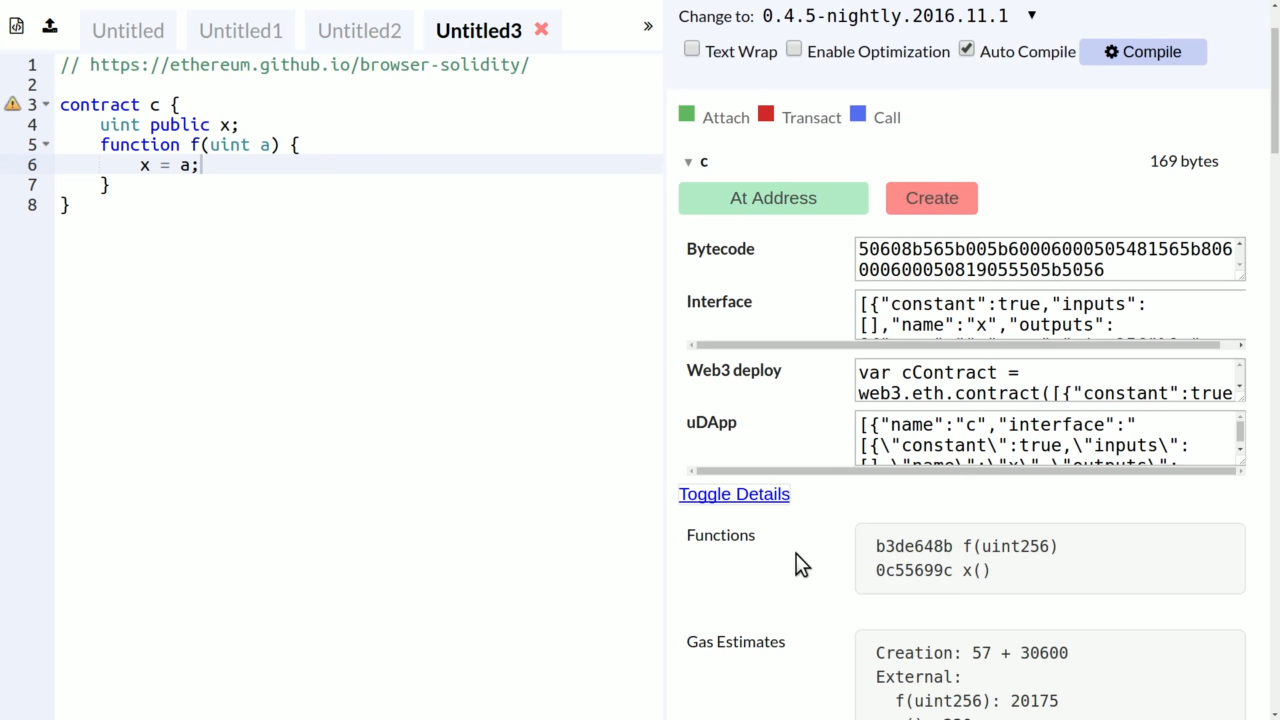 Untitled Untitled1 Untitled2 Untitled3 »
1 // https://ethereum.github.io/browser-solidity/
2
3 contract c {
4 uint public x;
5 function f(uint a) {
6 x = a;
7 }
8 }
Change to: 0.4.5-nightly.2016.11.1
Text Wrap Enable Optimization Auto Compile Compile
Attach Transact Call
c 169 bytes
At Address Create
Bytecode
50608b565b005b60006000505481565b806
000600050819055505b5056
Interface
[{"constant":true,"inputs":
[],"name":"x","outputs":
Web3 deploy
var cContract =
web3.eth.contract([{"constant":true
uDApp
[{"name":"c","interface":"
[{\"constant\":true,\"inputs\":
[],\"name\":\"x\",\"outputs\":
Toggle Details
Functions
b3de648b f(uint256)
0c55699c x()
Gas Estimates
Creation: 57 + 30600
External:
f(uint256): 20175